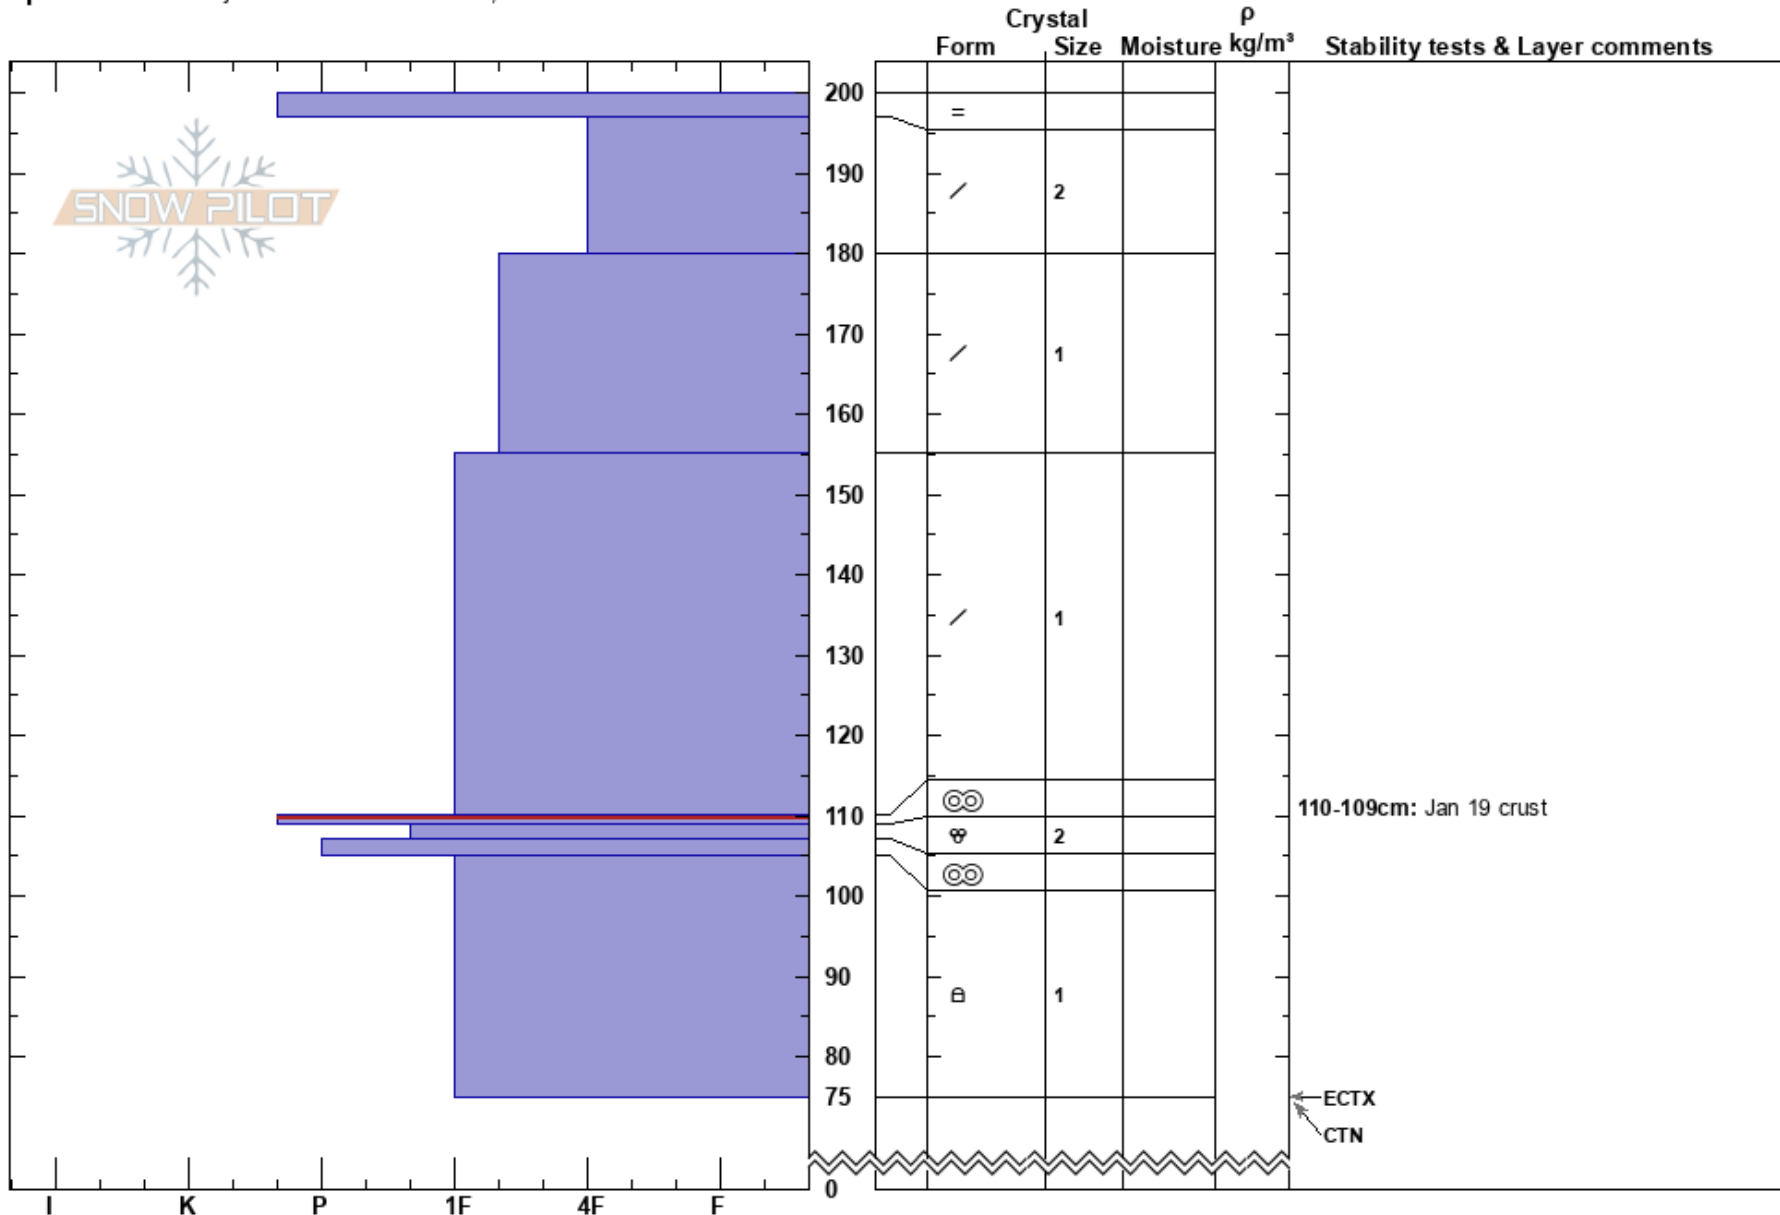 Crystal
ρ
Form Size Moisture kg/m³ Stability tests & Layer comments
200
=
190
SNOW PILOT
2
180
170
1
160
150
140
1
130
120
110
110-109cm: Jan 19 crust
2
100
90
1
80
75
ECTX
CTN
0
I K P 1F 4F F